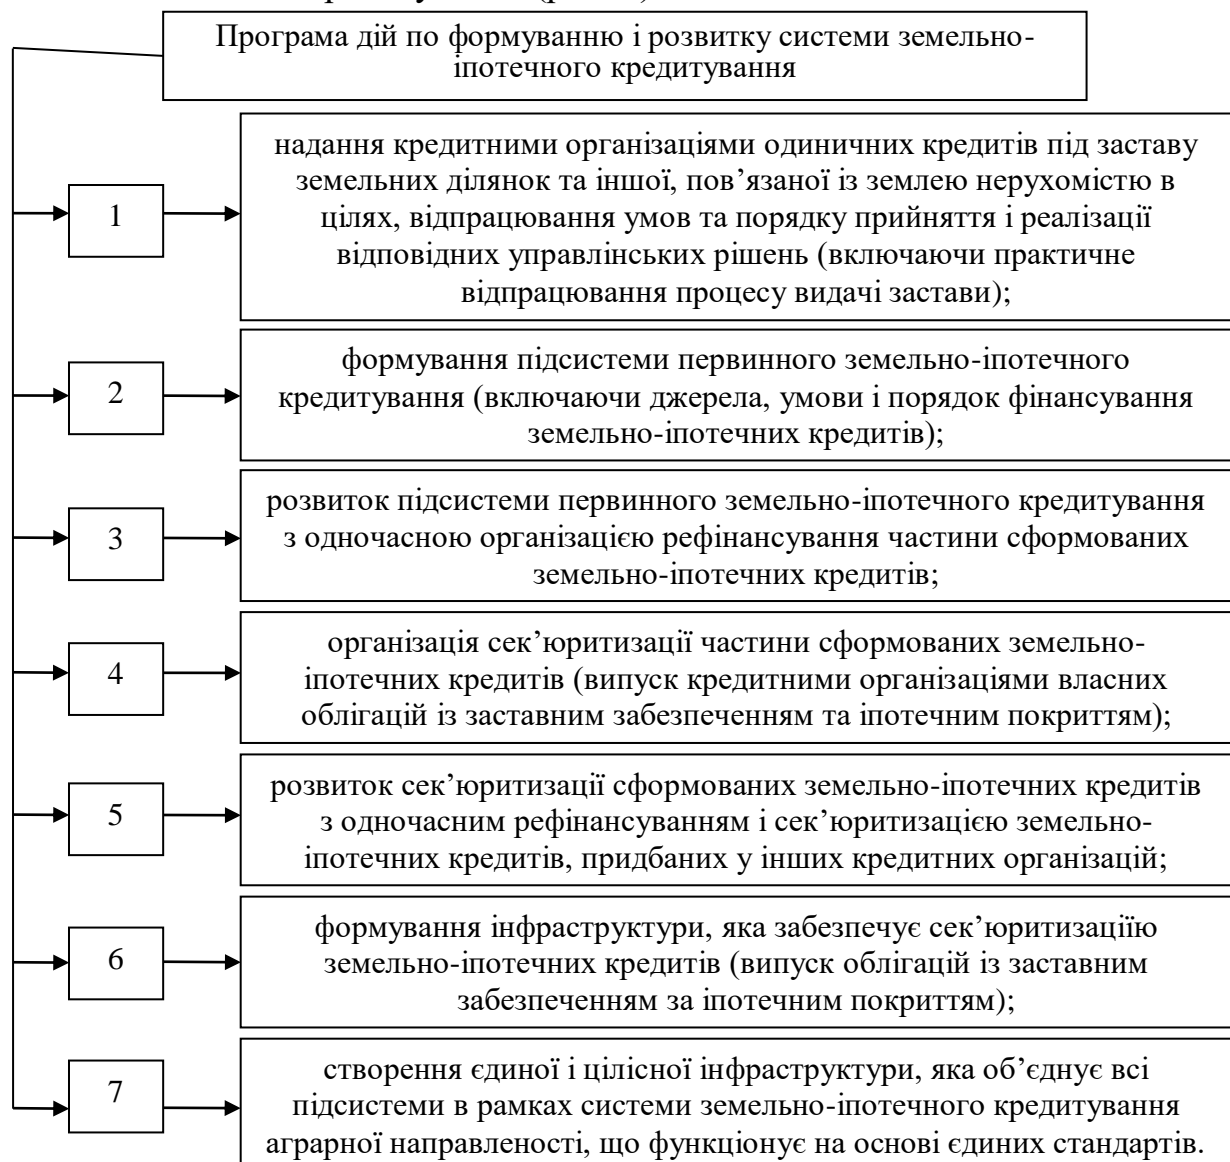 Програма дій по формуванню і розвитку системи земельно-
іпотечного кредитування
1
надання кредитними організаціями одиничних кредитів під заставу
земельних ділянок та іншої, пов’язаної із землею нерухомістю в
цілях, відпрацювання умов та порядку прийняття і реалізації
відповідних управлінських рішень (включаючи практичне
відпрацювання процесу видачі застави);
2
формування підсистеми первинного земельно-іпотечного
кредитування (включаючи джерела, умови і порядок фінансування
земельно-іпотечних кредитів);
3
розвиток підсистеми первинного земельно-іпотечного кредитування
з одночасною організацією рефінансування частини сформованих
земельно-іпотечних кредитів;
4
організація сек’юритизації частини сформованих земельно-
іпотечних кредитів (випуск кредитними організаціями власних
облігацій із заставним забезпеченням та іпотечним покриттям);
5
розвиток сек’юритизації сформованих земельно-іпотечних кредитів
з одночасним рефінансуванням і сек’юритизацією земельно-
іпотечних кредитів, придбаних у інших кредитних організацій;
6
формування інфраструктури, яка забезпечує сек’юритизаціїю
земельно-іпотечних кредитів (випуск облігацій із заставним
забезпеченням за іпотечним покриттям);
7
створення єдиної і цілісної інфраструктури, яка об’єднує всі
підсистеми в рамках системи земельно-іпотечного кредитування
аграрної направленості, що функціонує на основі єдиних стандартів.